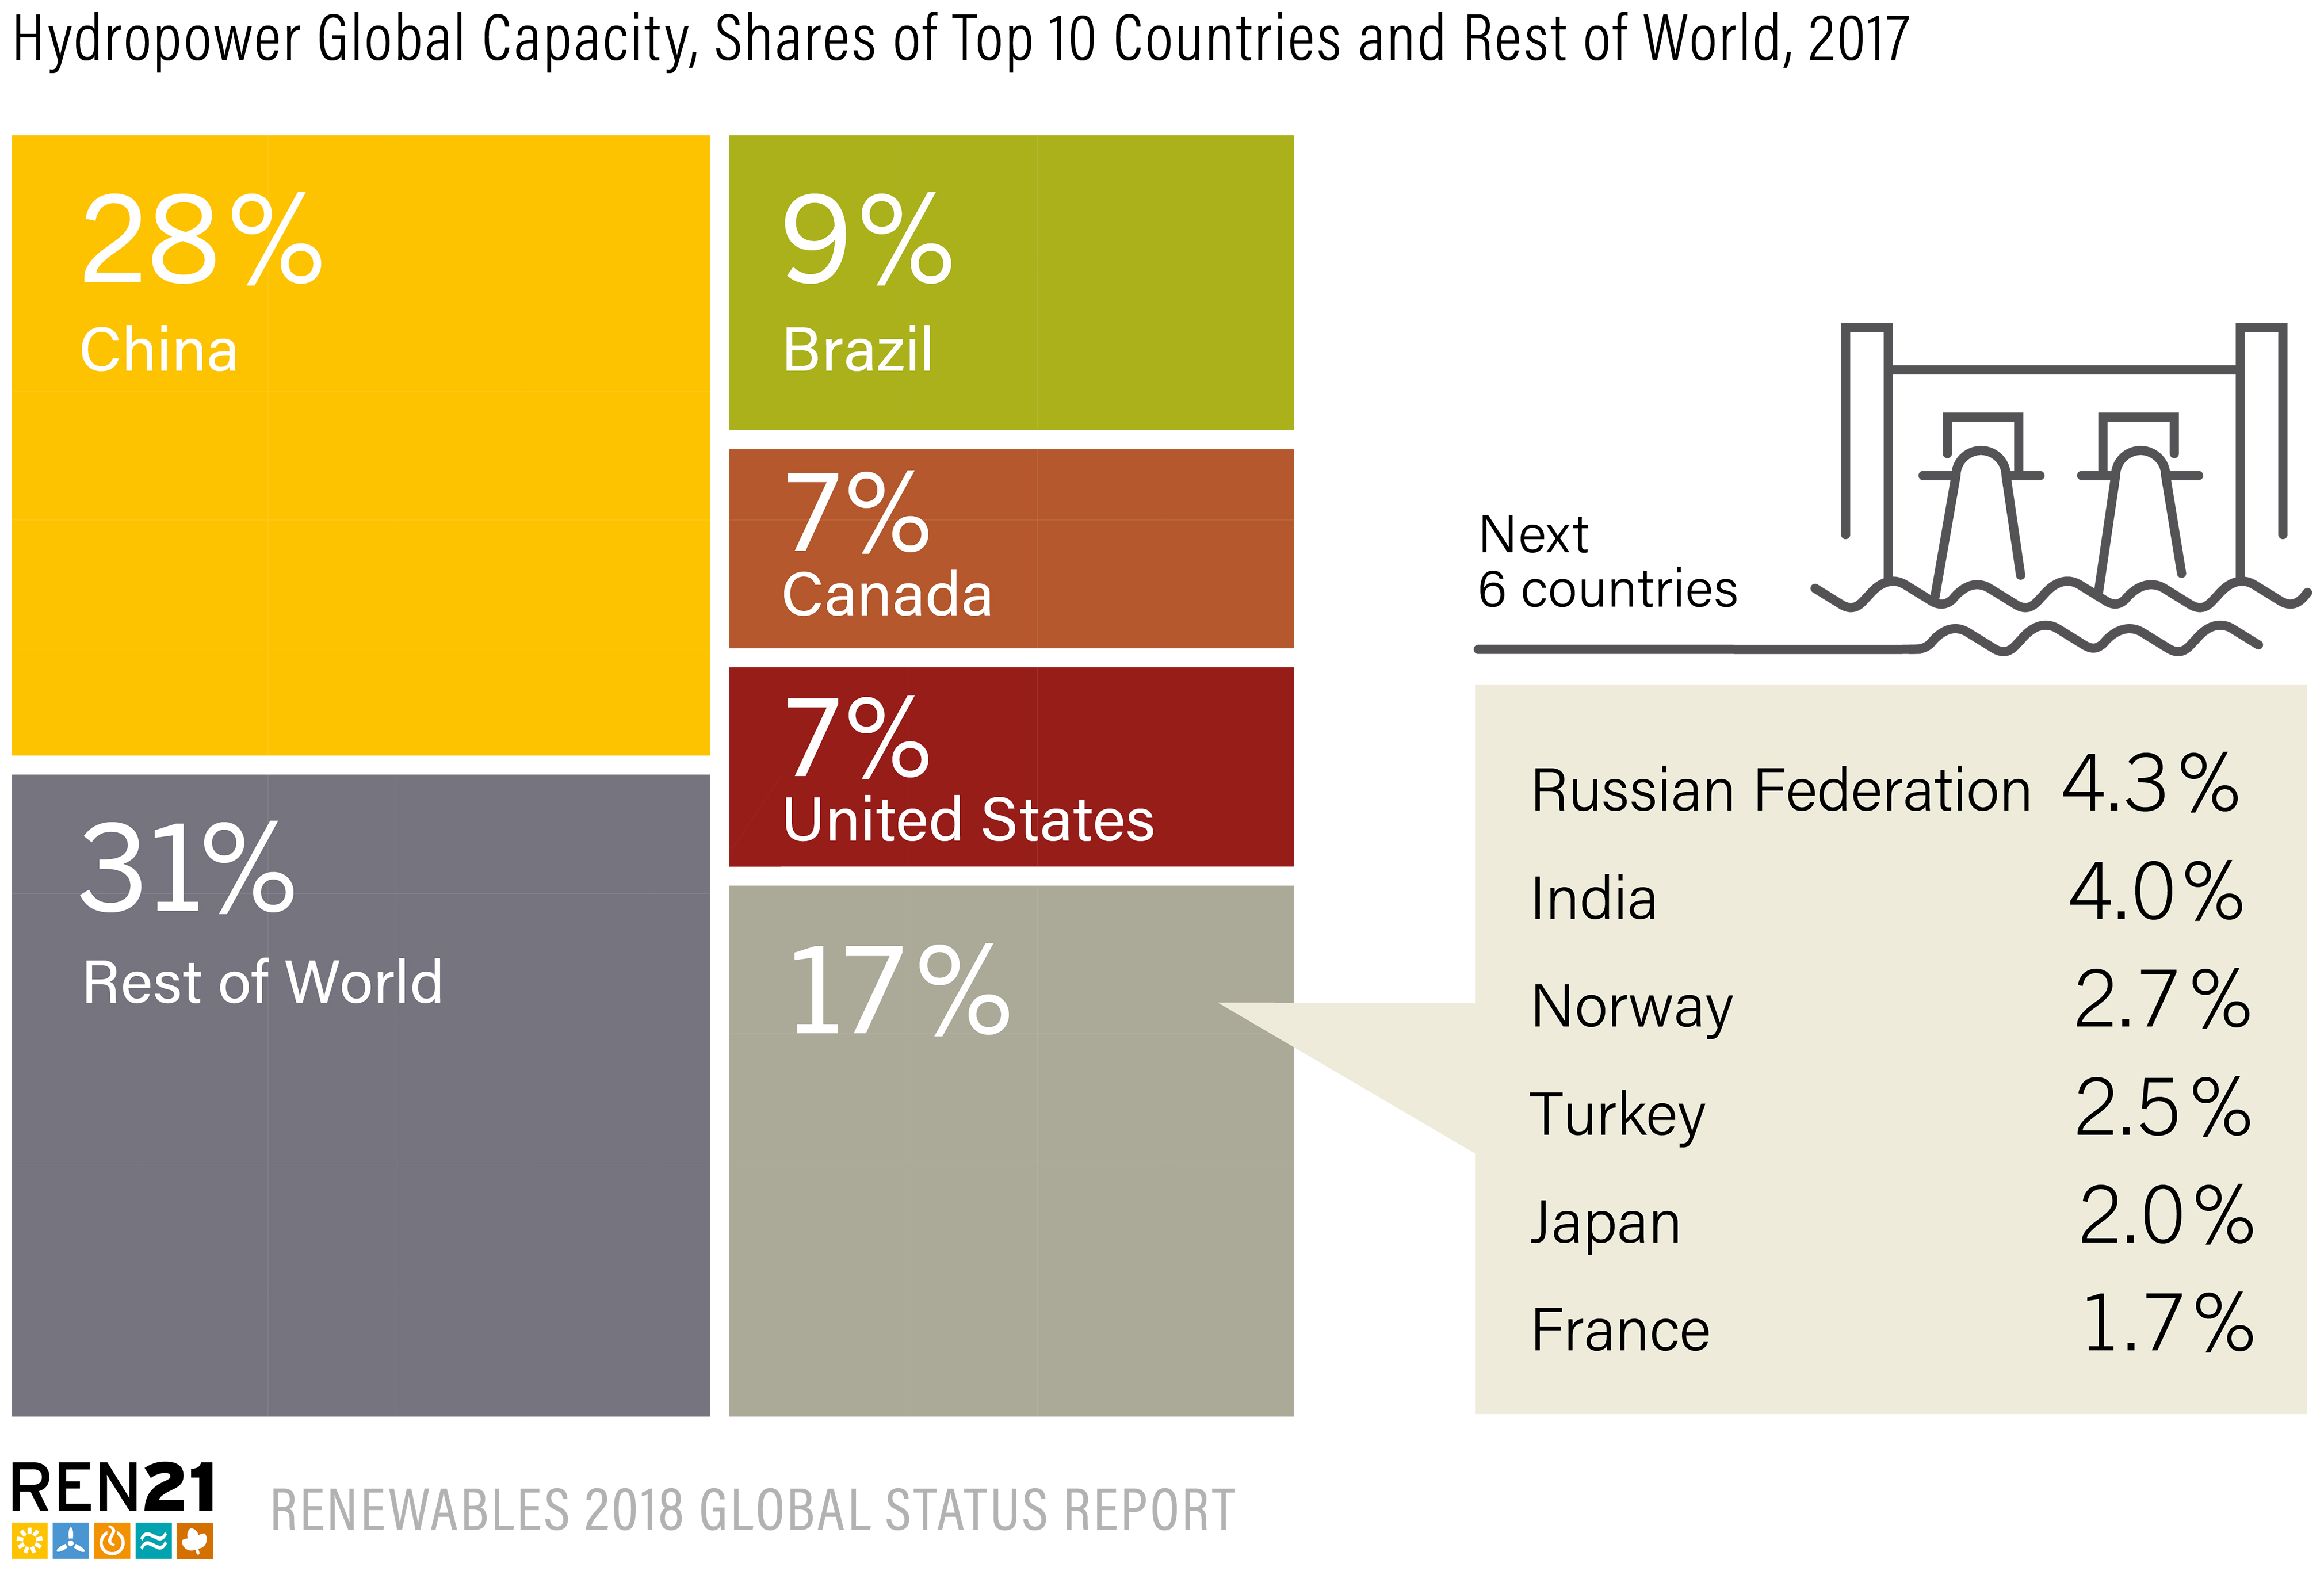 Hydropower Global Capacity, Shares of Top 10 Countries and Rest of World, 2017
28%
China
31%
Rest of World
9%
Brazil
7%
Canada
7%
United States
17%
Next
6 countries
Russian Federation 4.3%
India 4.0%
Norway 2.7%
Turkey 2.5%
Japan 2.0%
France 1.7%
REN21
RENEWABLES 2018 GLOBAL STATUS REPORT